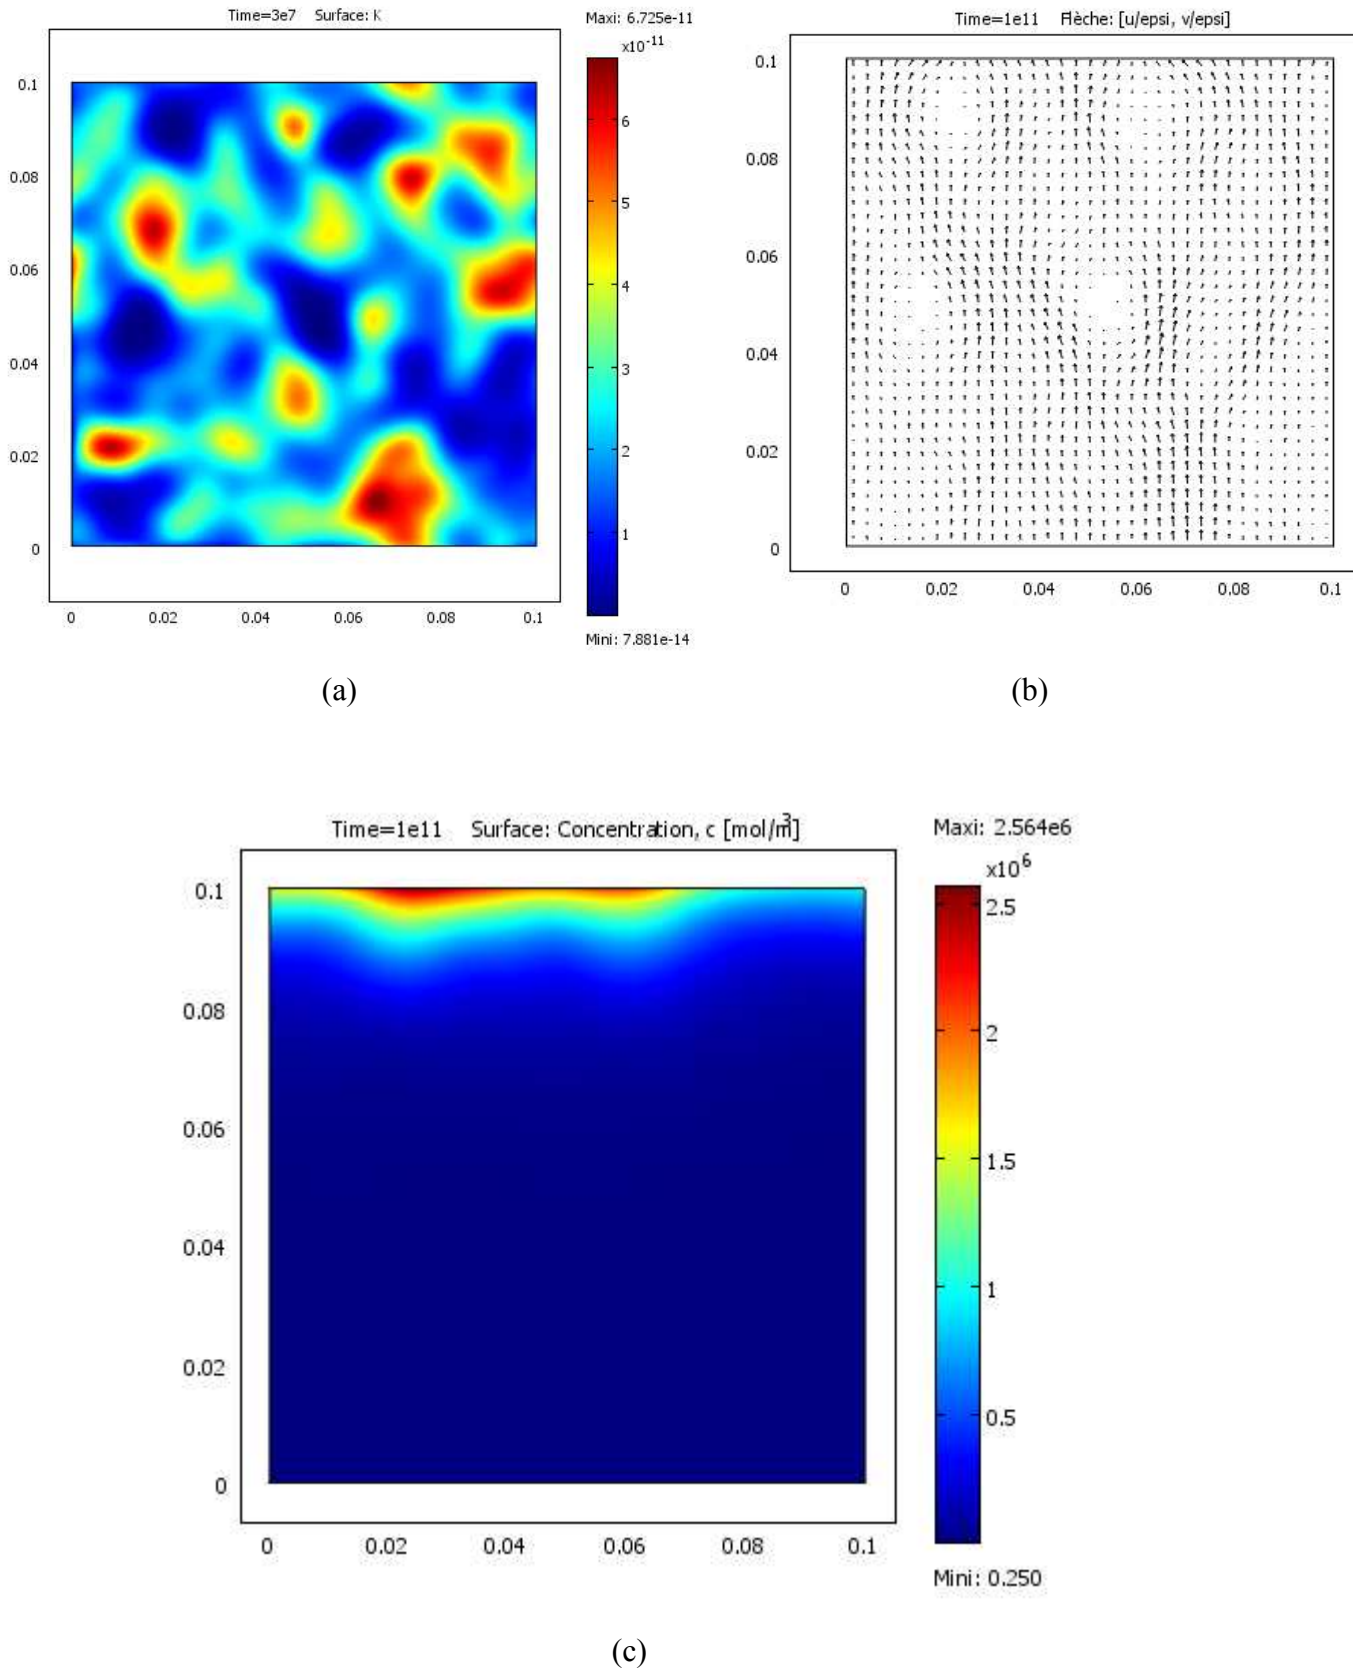 Time=3e7 Surface: K
Maxi: 6.725e-11
x10-11
0.1
0.08
0.06
0.04
0.02
0
0 0.02 0.04 0.06 0.08 0.1
6
5
4
3
2
1
Mini: 7.881e-14
(a)
Time=1e11 Flèche: [u/epsi, v/epsi]
0.1
0.08
0.06
0.04
0.02
0
0 0.02 0.04 0.06 0.08 0.1
(b)
Time=1e11 Surface: Concentration, c [mol/m3]
Maxi: 2.564e6
x106
0.1
0.08
0.06
0.04
0.02
0
0 0.02 0.04 0.06 0.08 0.1
2.5
2
1.5
1
0.5
Mini: 0.250
(c)